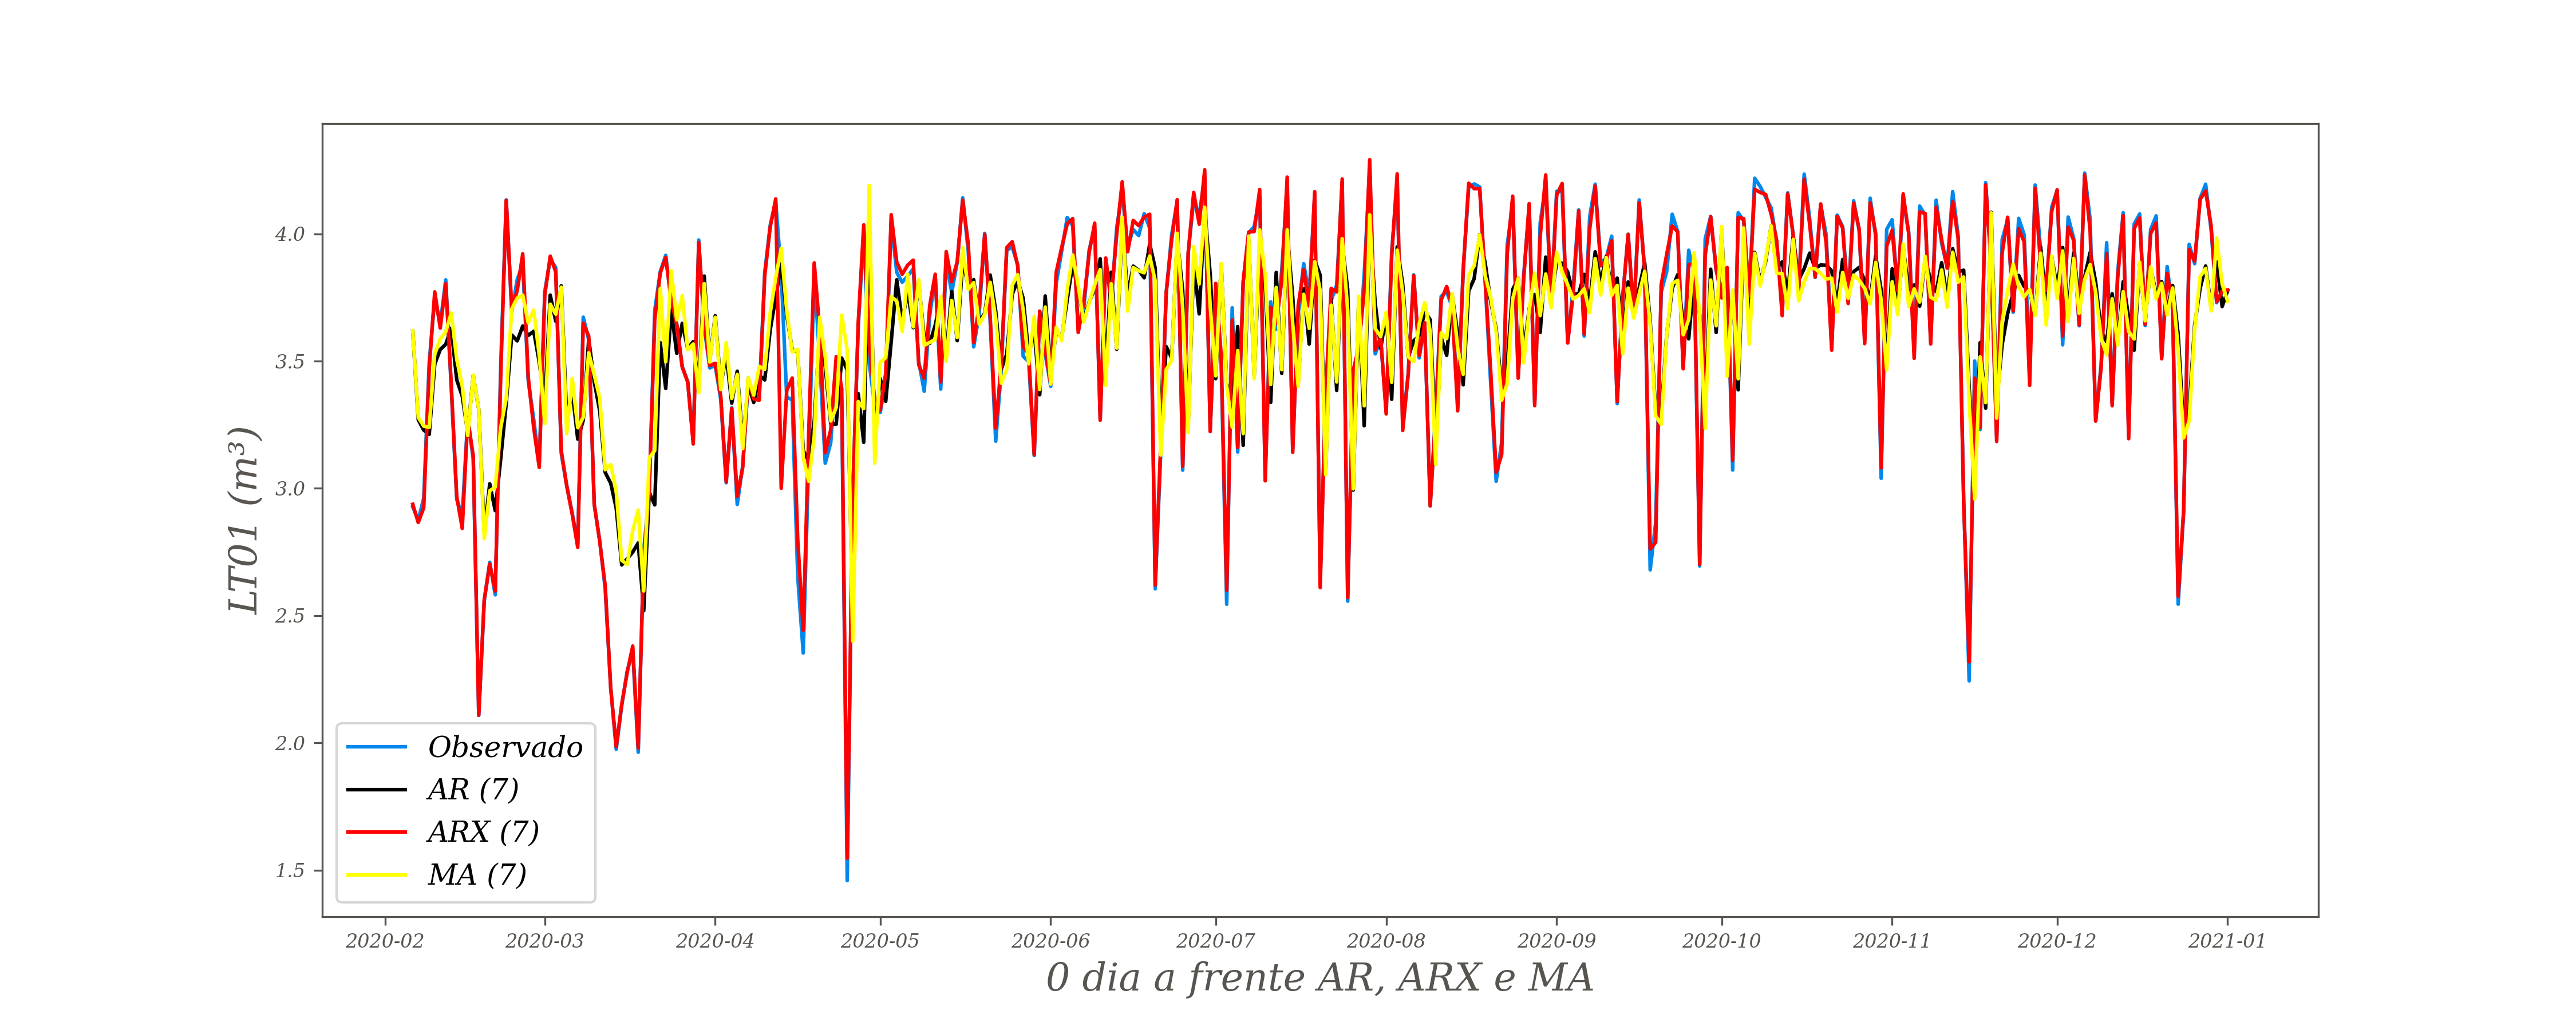 LT01 (m³)
4.0
3.5
3.0
2.5
2.0
1.5
Observado
AR (7)
ARX (7)
MA (7)
2020-02 2020-03 2020-04 2020-05 2020-06 2020-07 2020-08 2020-09 2020-10 2020-11 2020-12 2021-01
0 dia a frente AR, ARX e MA